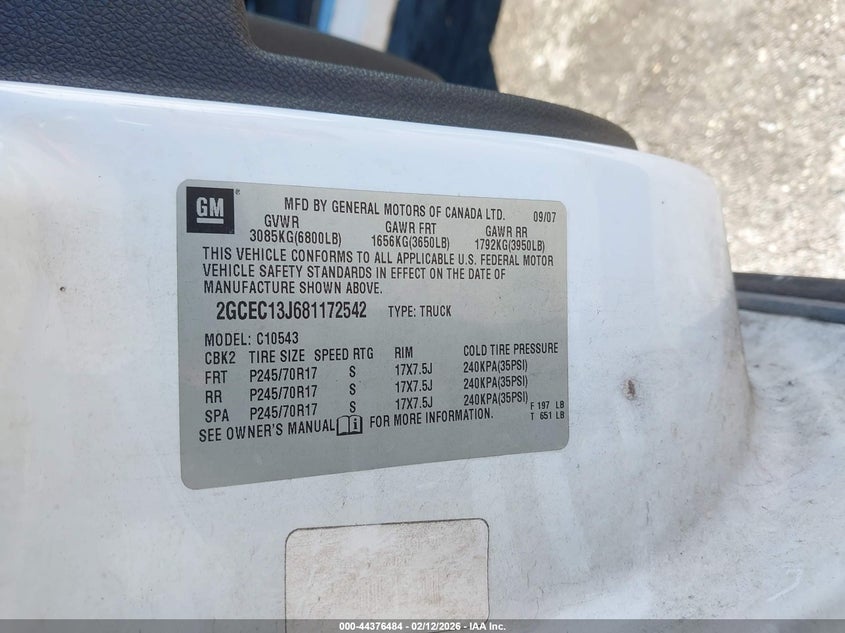 GM
®
MFD BY GENERAL MOTORS OF CANADA LTD. 09/07
GVWR GAWR FRT GAWR RR
3085KG(6800LB) 1656KG(3650LB) 1792KG(3950LB)
THIS VEHICLE CONFORMS TO ALL APPLICABLE U.S. FEDERAL MOTOR
VEHICLE SAFETY STANDARDS IN EFFECT ON THE DATE OF
MANUFACTURE SHOWN ABOVE.
2GCEC13J681172542 TYPE: TRUCK
MODEL: C10543
CBK2 TIRE SIZE SPEED RTG RIM COLD TIRE PRESSURE
FRT P245/70R17 S 17X7.5J 240KPA(35PSI)
RR P245/70R17 S 17X7.5J 240KPA(35PSI)
SPA P245/70R17 S 17X7.5J 240KPA(35PSI)
F 197 LB
T 651 LB
SEE OWNER'S MANUAL i FOR MORE INFORMATION.
000-44376484 - 02/12/2026 - IAA Inc.